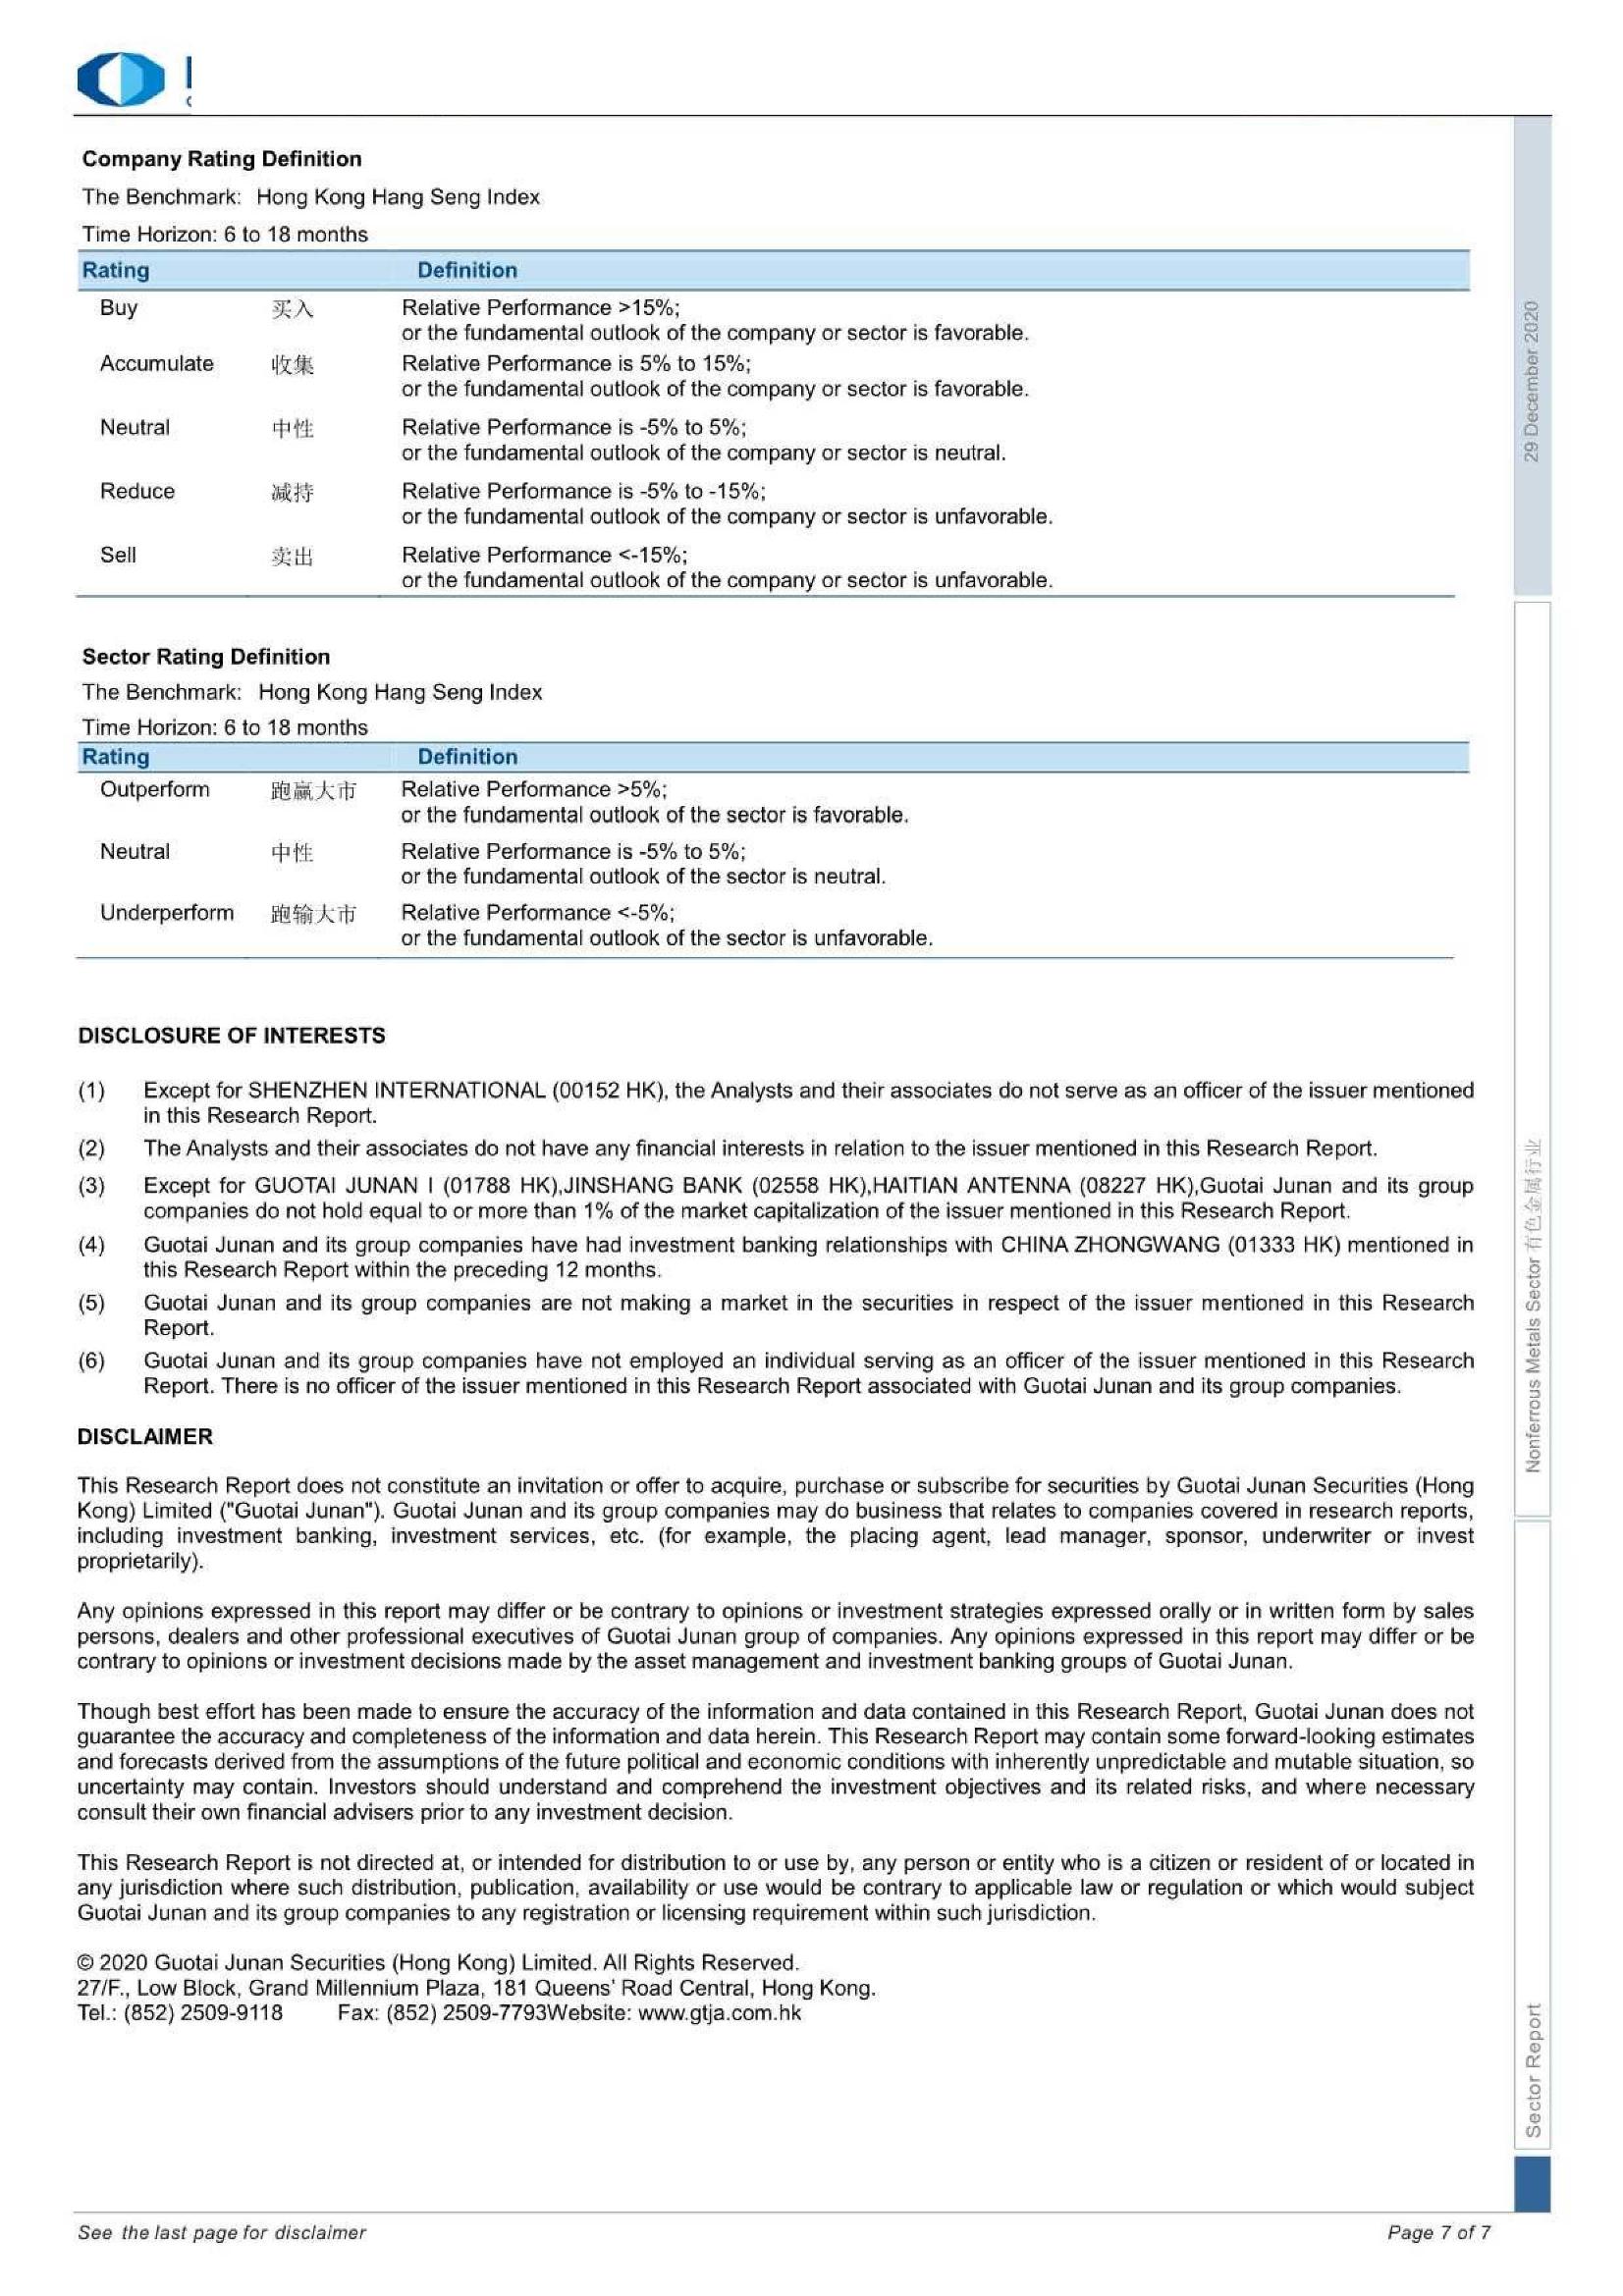 Company Rating Definition
The Benchmark: Hong Kong Hang Seng Index
Time Horizon: 6 to 18 months
Rating Definition
Buy 买入 Relative Performance >15%;
or the fundamental outlook of the company or sector is favorable.
Accumulate 收集 Relative Performance is 5% to 15%;
or the fundamental outlook of the company or sector is favorable.
Neutral 中性 Relative Performance is -5% to 5%;
or the fundamental outlook of the company or sector is neutral.
Reduce 减持 Relative Performance is -5% to -15%;
or the fundamental outlook of the company or sector is unfavorable.
Sell 卖出 Relative Performance <-15%;
or the fundamental outlook of the company or sector is unfavorable.
Sector Rating Definition
The Benchmark: Hong Kong Hang Seng Index
Time Horizon: 6 to 18 months
Rating Definition
Outperform 跑赢大市 Relative Performance >5%;
or the fundamental outlook of the sector is favorable.
Neutral 中性 Relative Performance is -5% to 5%;
or the fundamental outlook of the sector is neutral.
Underperform 跑输大市 Relative Performance <-5%;
or the fundamental outlook of the sector is unfavorable.
DISCLOSURE OF INTERESTS
(1) Except for SHENZHEN INTERNATIONAL (00152 HK), the Analysts and their associates do not serve as an officer of the issuer mentioned
in this Research Report.
(2) The Analysts and their associates do not have any financial interests in relation to the issuer mentioned in this Research Report.
(3) Except for GUOTAI JUNAN I (01788 HK),JINSHANG BANK (02558 HK),HAITIAN ANTENNA (08227 HK),Guotai Junan and its group
companies do not hold equal to or more than 1% of the market capitalization of the issuer mentioned in this Research Report.
(4) Guotai Junan and its group companies have had investment banking relationships with CHINA ZHONGWANG (01333 HK) mentioned in
this Research Report within the preceding 12 months.
(5) Guotai Junan and its group companies are not making a market in the securities in respect of the issuer mentioned in this Research
Report.
(6) Guotai Junan and its group companies have not employed an individual serving as an officer of the issuer mentioned in this Research
Report. There is no officer of the issuer mentioned in this Research Report associated with Guotai Junan and its group companies.
DISCLAIMER
This Research Report does not constitute an invitation or offer to acquire, purchase or subscribe for securities by Guotai Junan Securities (Hong
Kong) Limited ("Guotai Junan"). Guotai Junan and its group companies may do business that relates to companies covered in research reports,
including investment banking, investment services, etc. (for example, the placing agent, lead manager, sponsor, underwriter or invest
proprietarily).
Any opinions expressed in this report may differ or be contrary to opinions or investment strategies expressed orally or in written form by sales
persons, dealers and other professional executives of Guotai Junan group of companies. Any opinions expressed in this report may differ or be
contrary to opinions or investment decisions made by the asset management and investment banking groups of Guotai Junan.
Though best effort has been made to ensure the accuracy of the information and data contained in this Research Report, Guotai Junan does not
guarantee the accuracy and completeness of the information and data herein. This Research Report may contain some forward-looking estimates
and forecasts derived from the assumptions of the future political and economic conditions with inherently unpredictable and mutable situation, so
uncertainty may contain. Investors should understand and comprehend the investment objectives and its related risks, and where necessary
consult their own financial advisers prior to any investment decision.
This Research Report is not directed at, or intended for distribution to or use by, any person or entity who is a citizen or resident of or located in
any jurisdiction where such distribution, publication, availability or use would be contrary to applicable law or regulation or which would subject
Guotai Junan and its group companies to any registration or licensing requirement within such jurisdiction.
© 2020 Guotai Junan Securities (Hong Kong) Limited. All Rights Reserved.
27/F., Low Block, Grand Millennium Plaza, 181 Queens' Road Central, Hong Kong.
Tel.: (852) 2509-9118 Fax: (852) 2509-7793Website: www.gtja.com.hk
29 December 2020
Nonferrous Metals Sector 有色金属行业
Sector Report
See the last page for disclaimer
Page 7 of 7